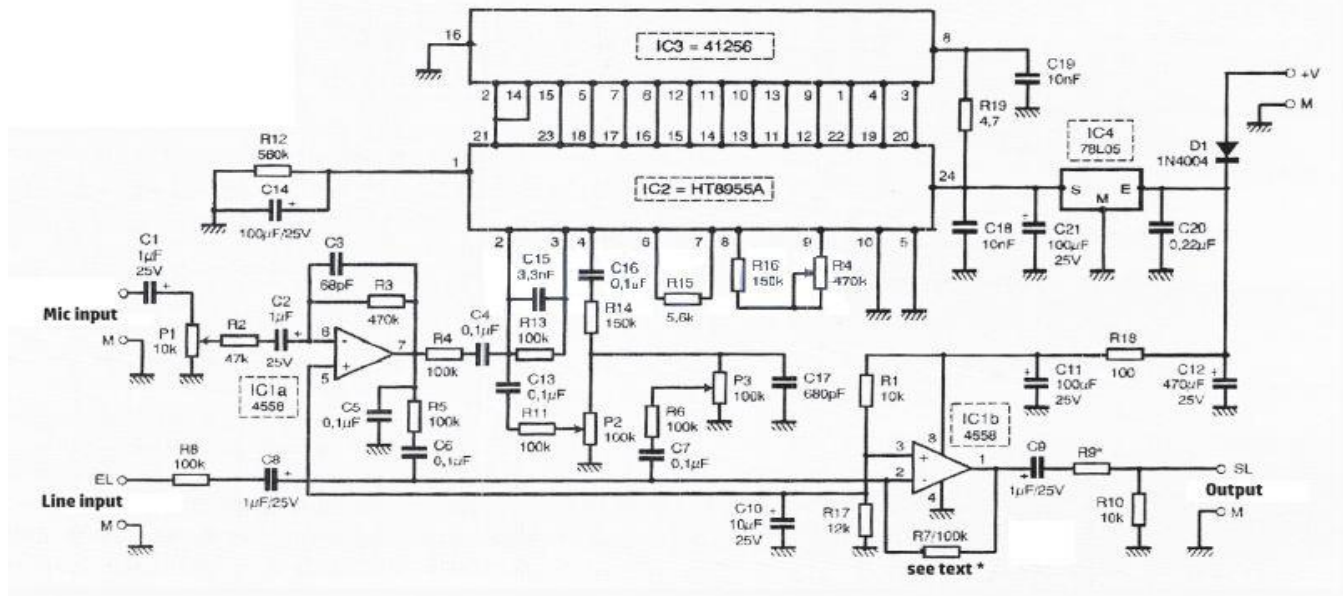 IC3 = 41256
16
8
C19
10nF
2 14 15 5 7 6 12 11 10 13 9 1 4 3
R19
4,7
+V
M
IC4
78L05
D1
1N4004
21 23 18 17 16 15 14 13 11 12 22 19 20
R12
560k
1
IC2 = HT8955A
24
S M E
C14
100µF/25V
2 3 4 6 7 8 9 10 5
C18
10nF
C21
100µF
25V
C20
0,22µF
C1
1µF
25V
C3
68pF
R3
470k
C15
3,3nF
C16
0,1µF
R15
5,6k
R16
150k
R4
470k
Mic input
M
P1
10k
R2
47k
C2
1µF
25V
6
-
+
5
7
IC1a
4558
R4
100k
C4
0,1µF
R13
100k
R14
150k
R18
100
C11
100µF
25V
C12
470µF
25V
C5
0,1µF
R5
100k
C6
0,1µF
C13
0,1µF
R11
100k
P2
100k
R6
100k
C7
0,1µF
P3
100k
C17
680pF
R1
10k
IC1b
4558
3
+
2
-
8
4
1
C9
1µF/25V
R9*
SL
Output
M
R10
10k
EL
R8
100k
C8
1µF/25V
Line input
M
C10
10µF
25V
R17
12k
R7/100k
see text *